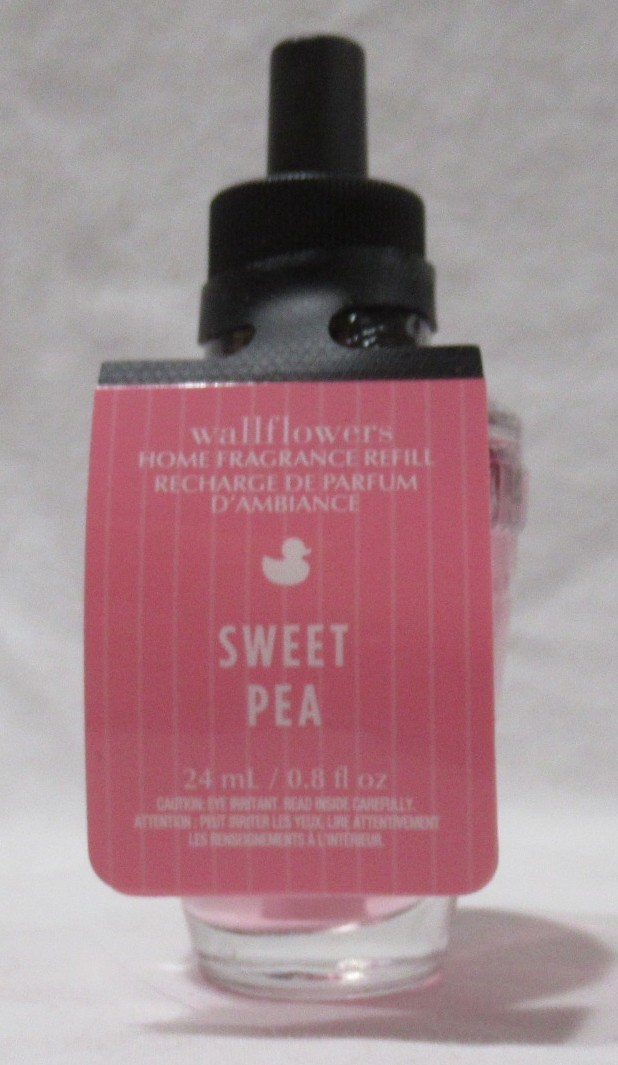 wallflowers
HOME FRAGRANCE REFILL
RECHARGE DE PARFUM
D'AMBIANCE
SWEET
PEA
24 mL / 0.8 fl oz
CAUTION: EYE IRRITANT. READ INSIDE CAREFULLY.
ATTENTION : PEUT IRRITER LES YEUX. LIRE ATTENTIVEMENT
LES RENSEIGNEMENTS À L'INTÉRIEUR.